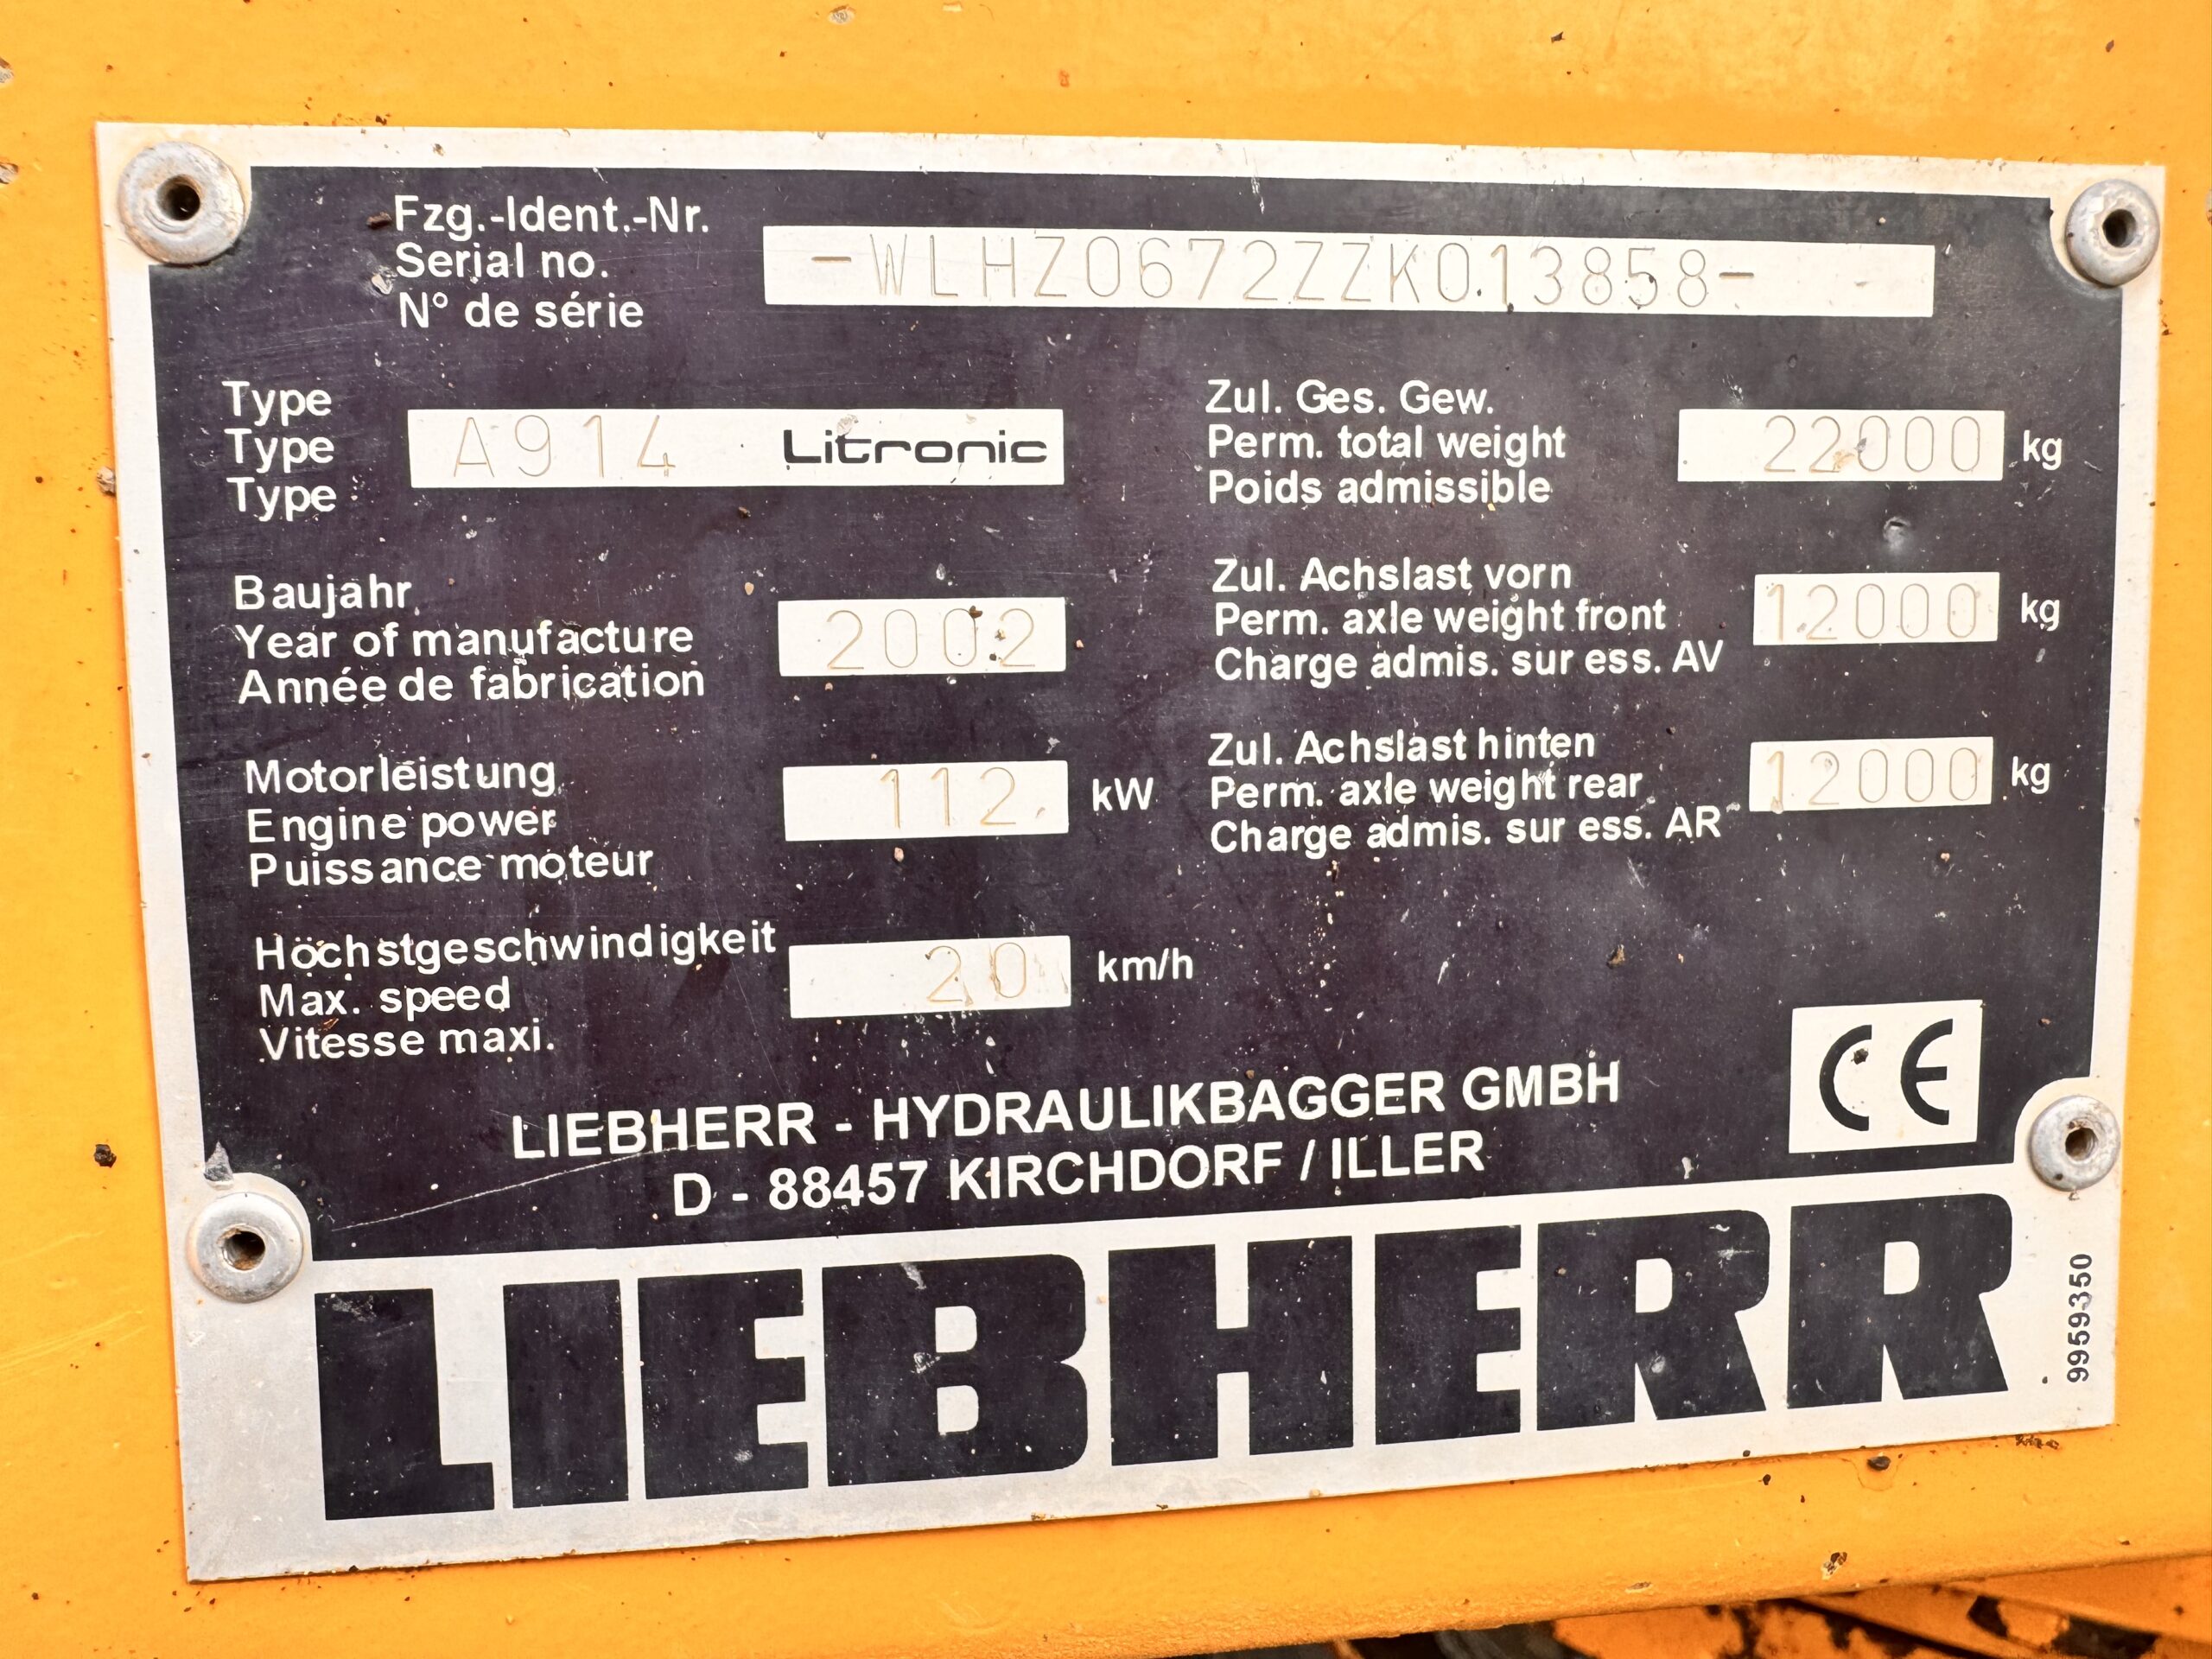 Fzg.-Ident.-Nr.
Serial no.
N° de série
-WLHZ0672ZZK013858-
Type
Type
Type
A914 Litronic
Baujahr
Year of manufacture
Année de fabrication
2002
Motorleistung
Engine power
Puissance moteur
112 kW
Höchstgeschwindigkeit
Max. speed
Vitesse maxi.
20 km/h
Zul. Ges. Gew.
Perm. total weight
Poids admissible
22000 kg
Zul. Achslast vorn
Perm. axle weight front
Charge admis. sur ess. AV
12000 kg
Zul. Achslast hinten
Perm. axle weight rear
Charge admis. sur ess. AR
12000 kg
CE
LIEBHERR - HYDRAULIKBAGGER GMBH
D - 88457 KIRCHDORF / ILLER
LIEBHERR
9959350